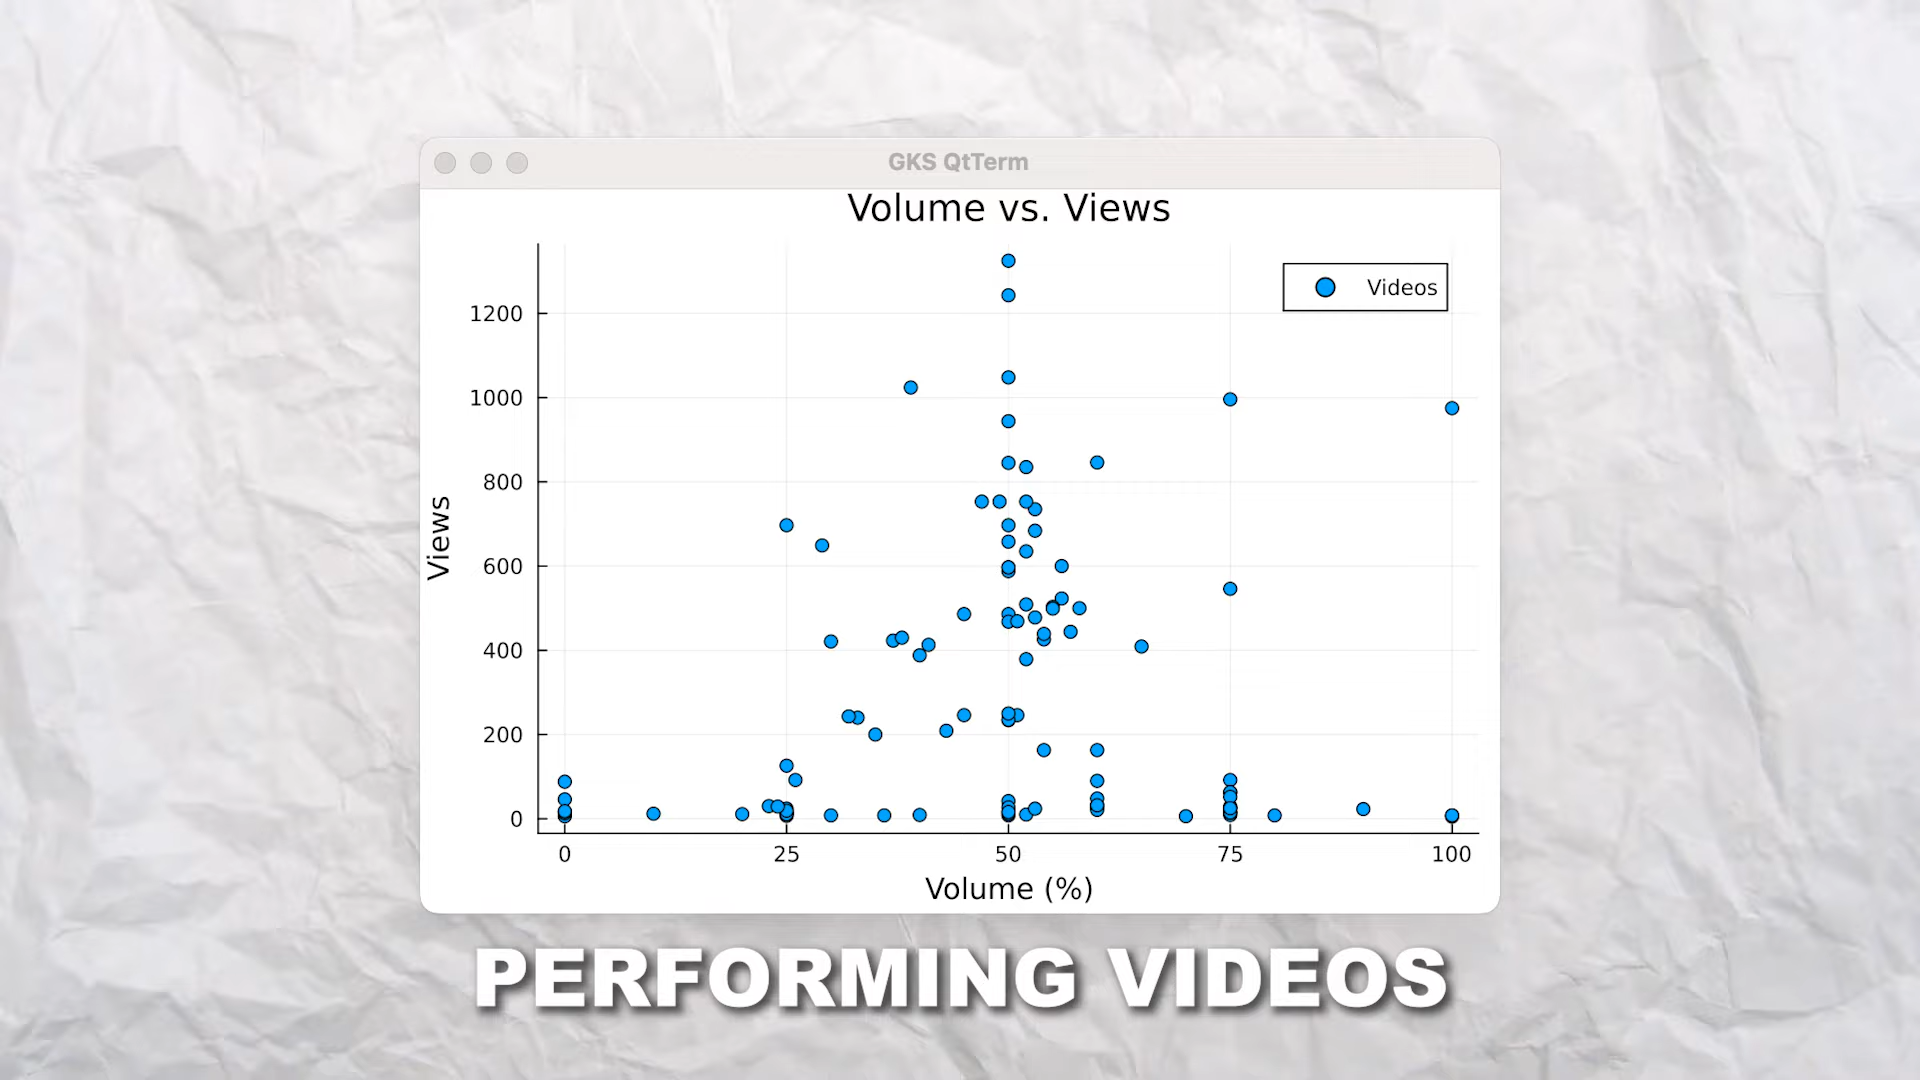 GKS QtTerm
Volume vs. Views
Videos
1200
1000
800
600
400
200
0
Views
0 25 50 75 100
Volume (%)
PERFORMING VIDEOS